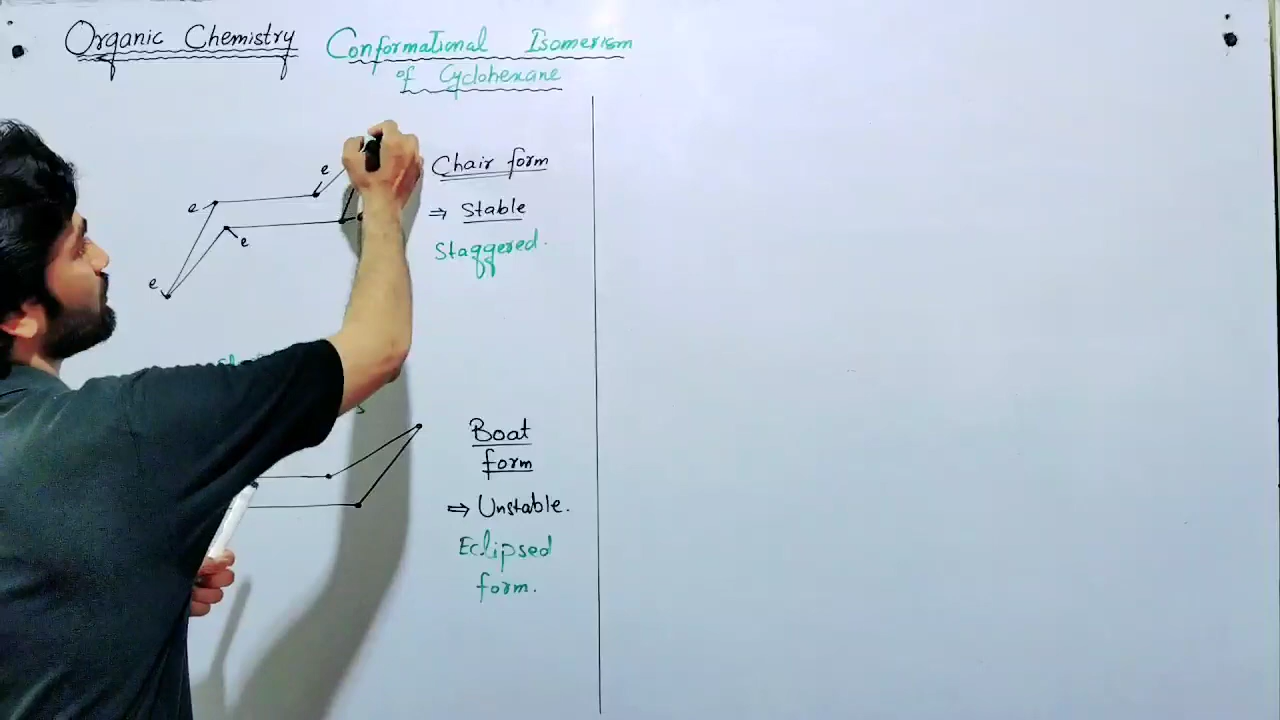 Organic Chemistry Conformational Isomerism
of Cyclohexane
Chair form
e
e
⇒ Stable
e
Staggered.
e
Boat
form
⇒ Unstable.
Eclipsed
form.